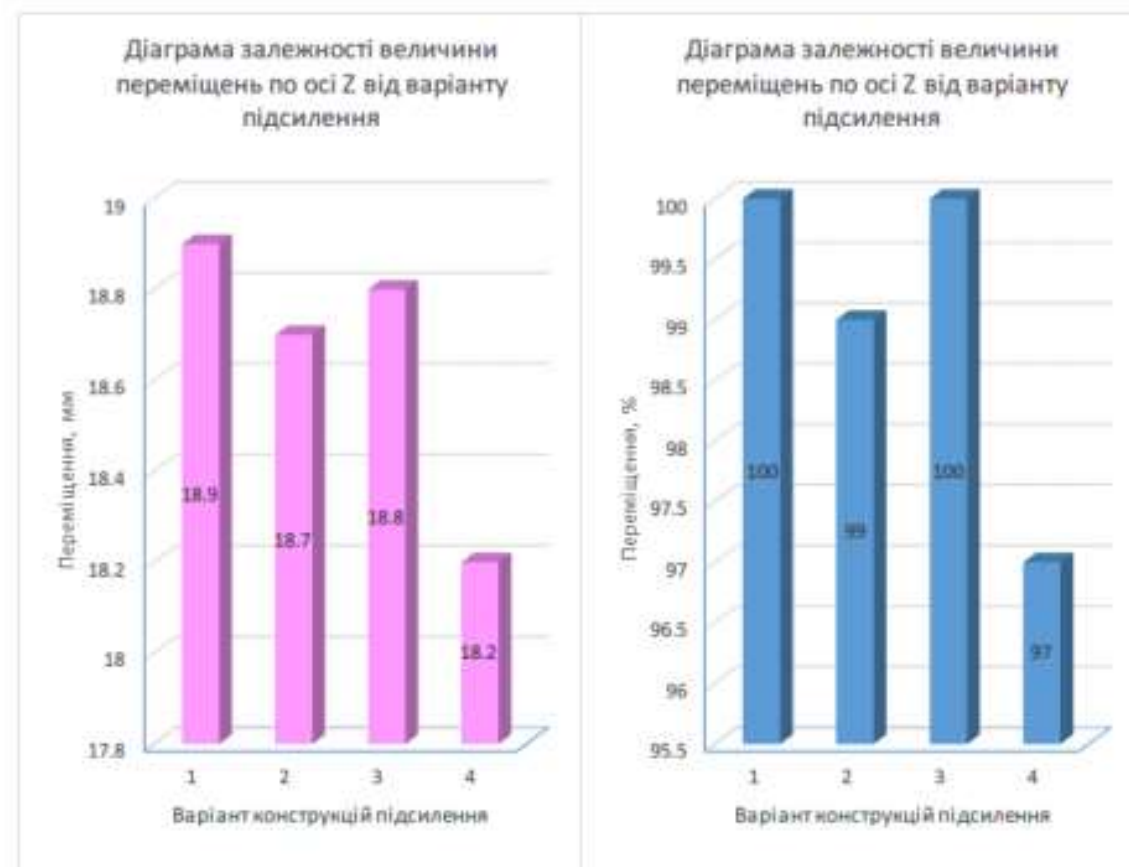 Діаграма залежності величини
переміщень по осі Z від варіанту
підсилення
19
18.8
18.6
18.4
18.2
18
17.8
Переміщення, мм
18.9
18.7
18.8
18.2
1 2 3 4
Варіант конструкцій підсилення
Діаграма залежності величини
переміщень по осі Z від варіанту
підсилення
100
99.5
99
98.5
98
97.5
97
96.5
96
95.5
Переміщення, %
100
99
100
97
1 2 3 4
Варіант конструкцій підсилення